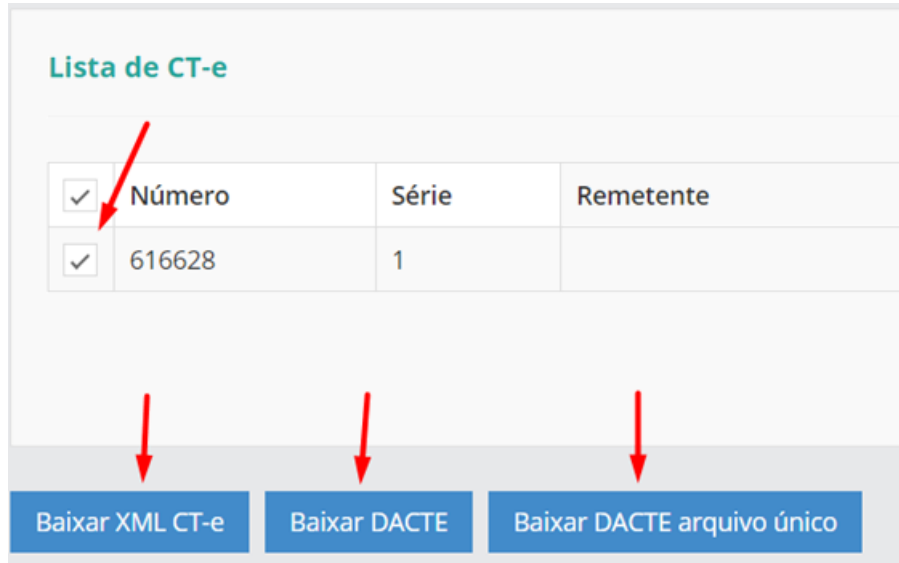 Lista de CT-e
Número Série Remetente
616628 1
Baixar XML CT-e Baixar DACTE Baixar DACTE arquivo único